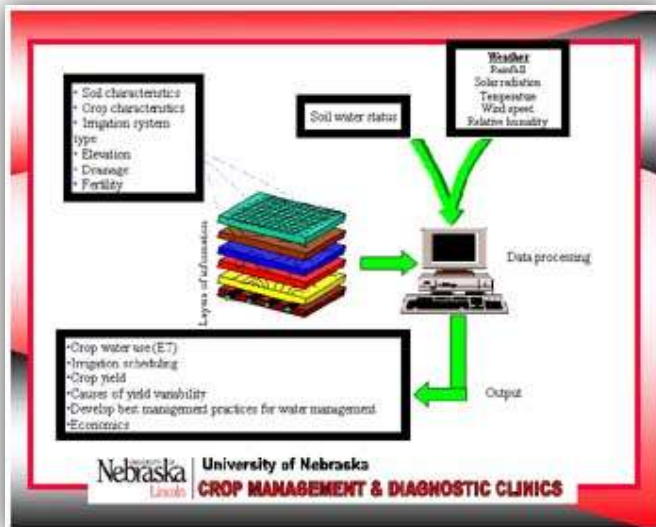 • Soil characteristics
• Crop characteristics
• Irrigation system
type
• Elevation
• Drainage
• Fertility
Soil water status
Weather
Rainfall
Solar radiation
Temperature
Wind speed
Relative humidity
Layers of information
Data processing
•Crop water use (ET)
•Irrigation scheduling
•Crop yield
•Causes of yield variability
•Develop best management practices for water management
•Economics
Output
UNIVERSITY OF
Nebraska
Lincoln
University of Nebraska
CROP MANAGEMENT & DIAGNOSTIC CLINICS